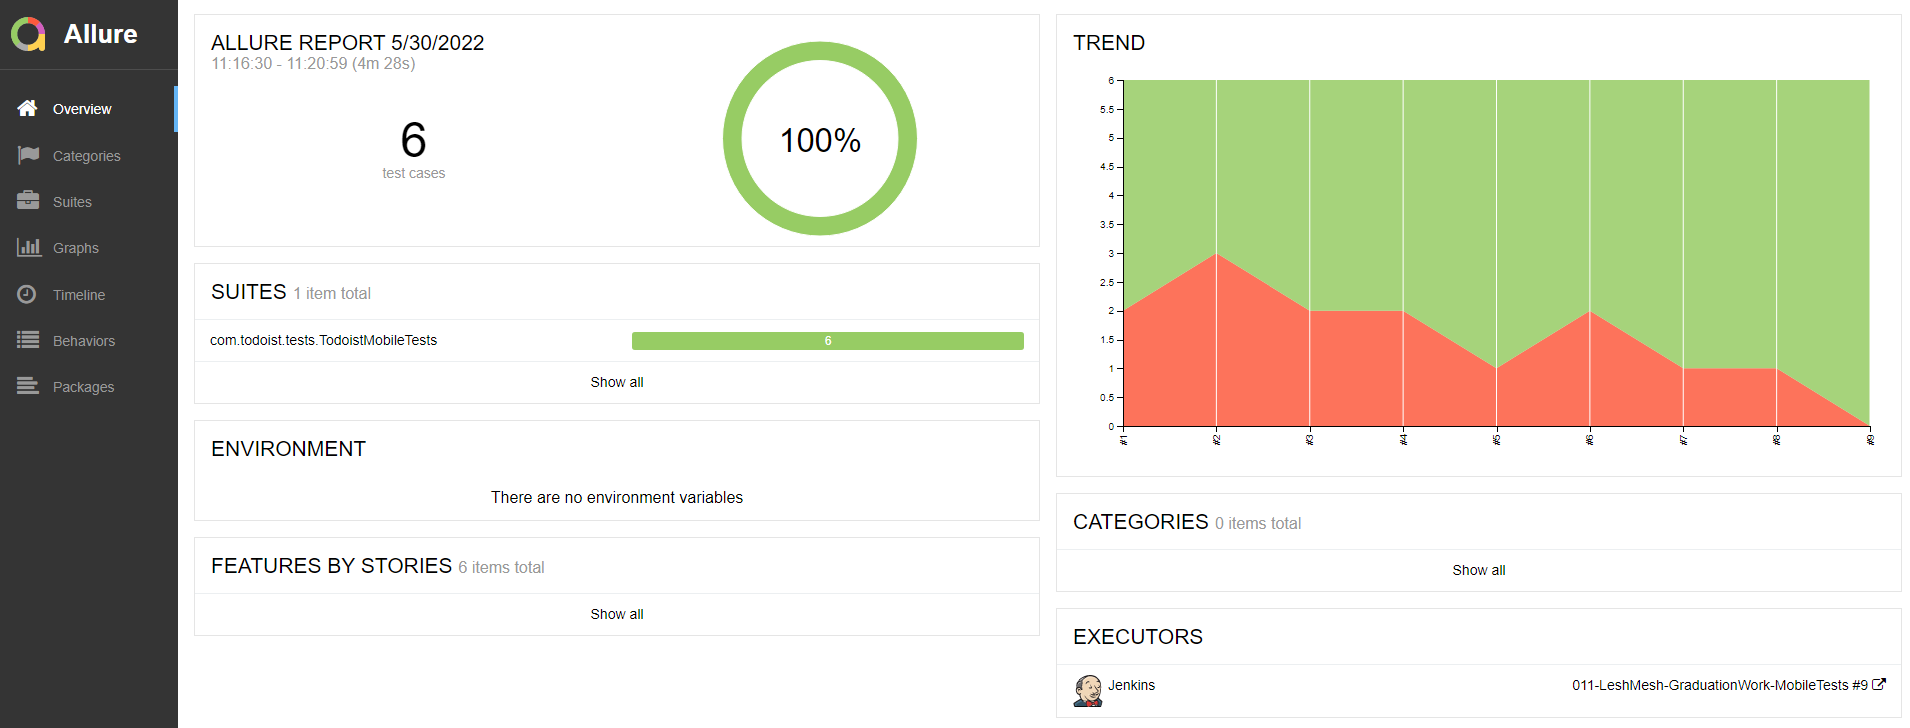 Allure
Overview
Categories
Suites
Graphs
Timeline
Behaviors
Packages
ALLURE REPORT 5/30/2022
11:16:30 - 11:20:59 (4m 28s)
6
test cases
100%
SUITES 1 item total
com.todoist.tests.TodoistMobileTests 6
Show all
ENVIRONMENT
There are no environment variables
FEATURES BY STORIES 6 items total
Show all
TREND
6
5.5
5
4.5
4
3.5
3
2.5
2
1.5
1
0.5
0
#1 #2 #3 #4 #5 #6 #7 #8 #9
CATEGORIES 0 items total
Show all
EXECUTORS
Jenkins 011-LeshMesh-GraduationWork-MobileTests #9